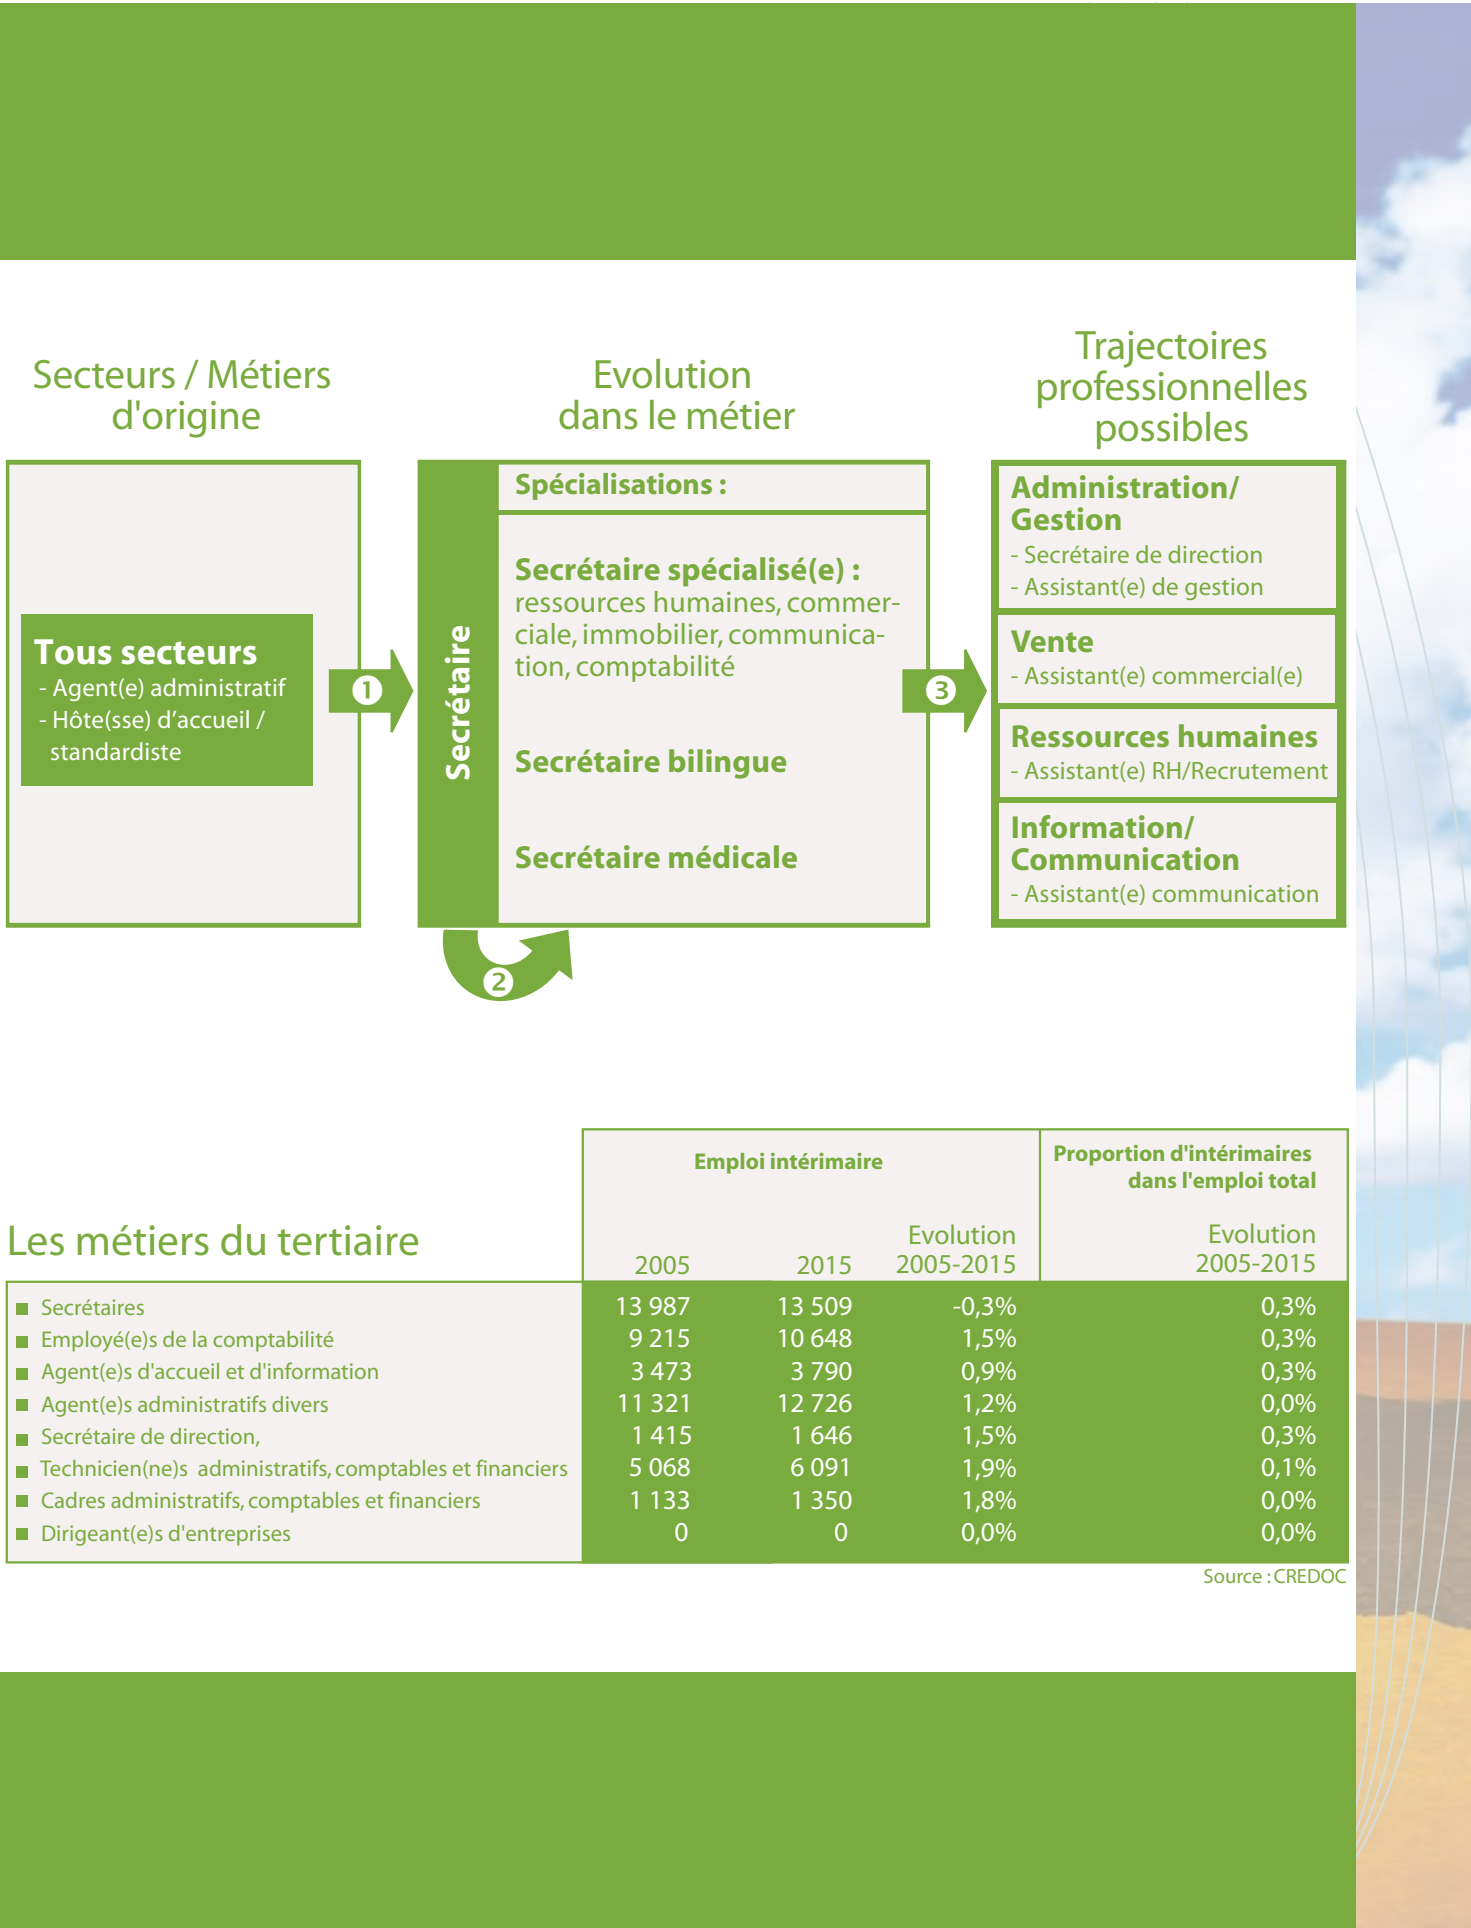 Secteurs / Métiers
d'origine
Tous secteurs
- Agent(e) administratif
- Hôte(sse) d’accueil /
standardiste
1
Evolution
dans le métier
Secrétaire
Spécialisations :
Secrétaire spécialisé(e) :
ressources humaines, commer-
ciale, immobilier, communica-
tion, comptabilité
Secrétaire bilingue
Secrétaire médicale
2
3
Trajectoires
professionnelles
possibles
Administration/
Gestion
- Secrétaire de direction
- Assistant(e) de gestion
Vente
- Assistant(e) commercial(e)
Ressources humaines
- Assistant(e) RH/Recrutement
Information/
Communication
- Assistant(e) communication
Les métiers du tertiaire
Emploi intérimaire
Proportion d'intérimaires
dans l'emploi total
2005 2015 Evolution
2005-2015
Evolution
2005-2015
Secrétaires 13 987 13 509 -0,3% 0,3%
Employé(e)s de la comptabilité 9 215 10 648 1,5% 0,3%
Agent(e)s d'accueil et d'information 3 473 3 790 0,9% 0,3%
Agent(e)s administratifs divers 11 321 12 726 1,2% 0,0%
Secrétaire de direction, 1 415 1 646 1,5% 0,3%
Technicien(ne)s administratifs, comptables et financiers 5 068 6 091 1,9% 0,1%
Cadres administratifs, comptables et financiers 1 133 1 350 1,8% 0,0%
Dirigeant(e)s d'entreprises 0 0 0,0% 0,0%
Source : CREDOC